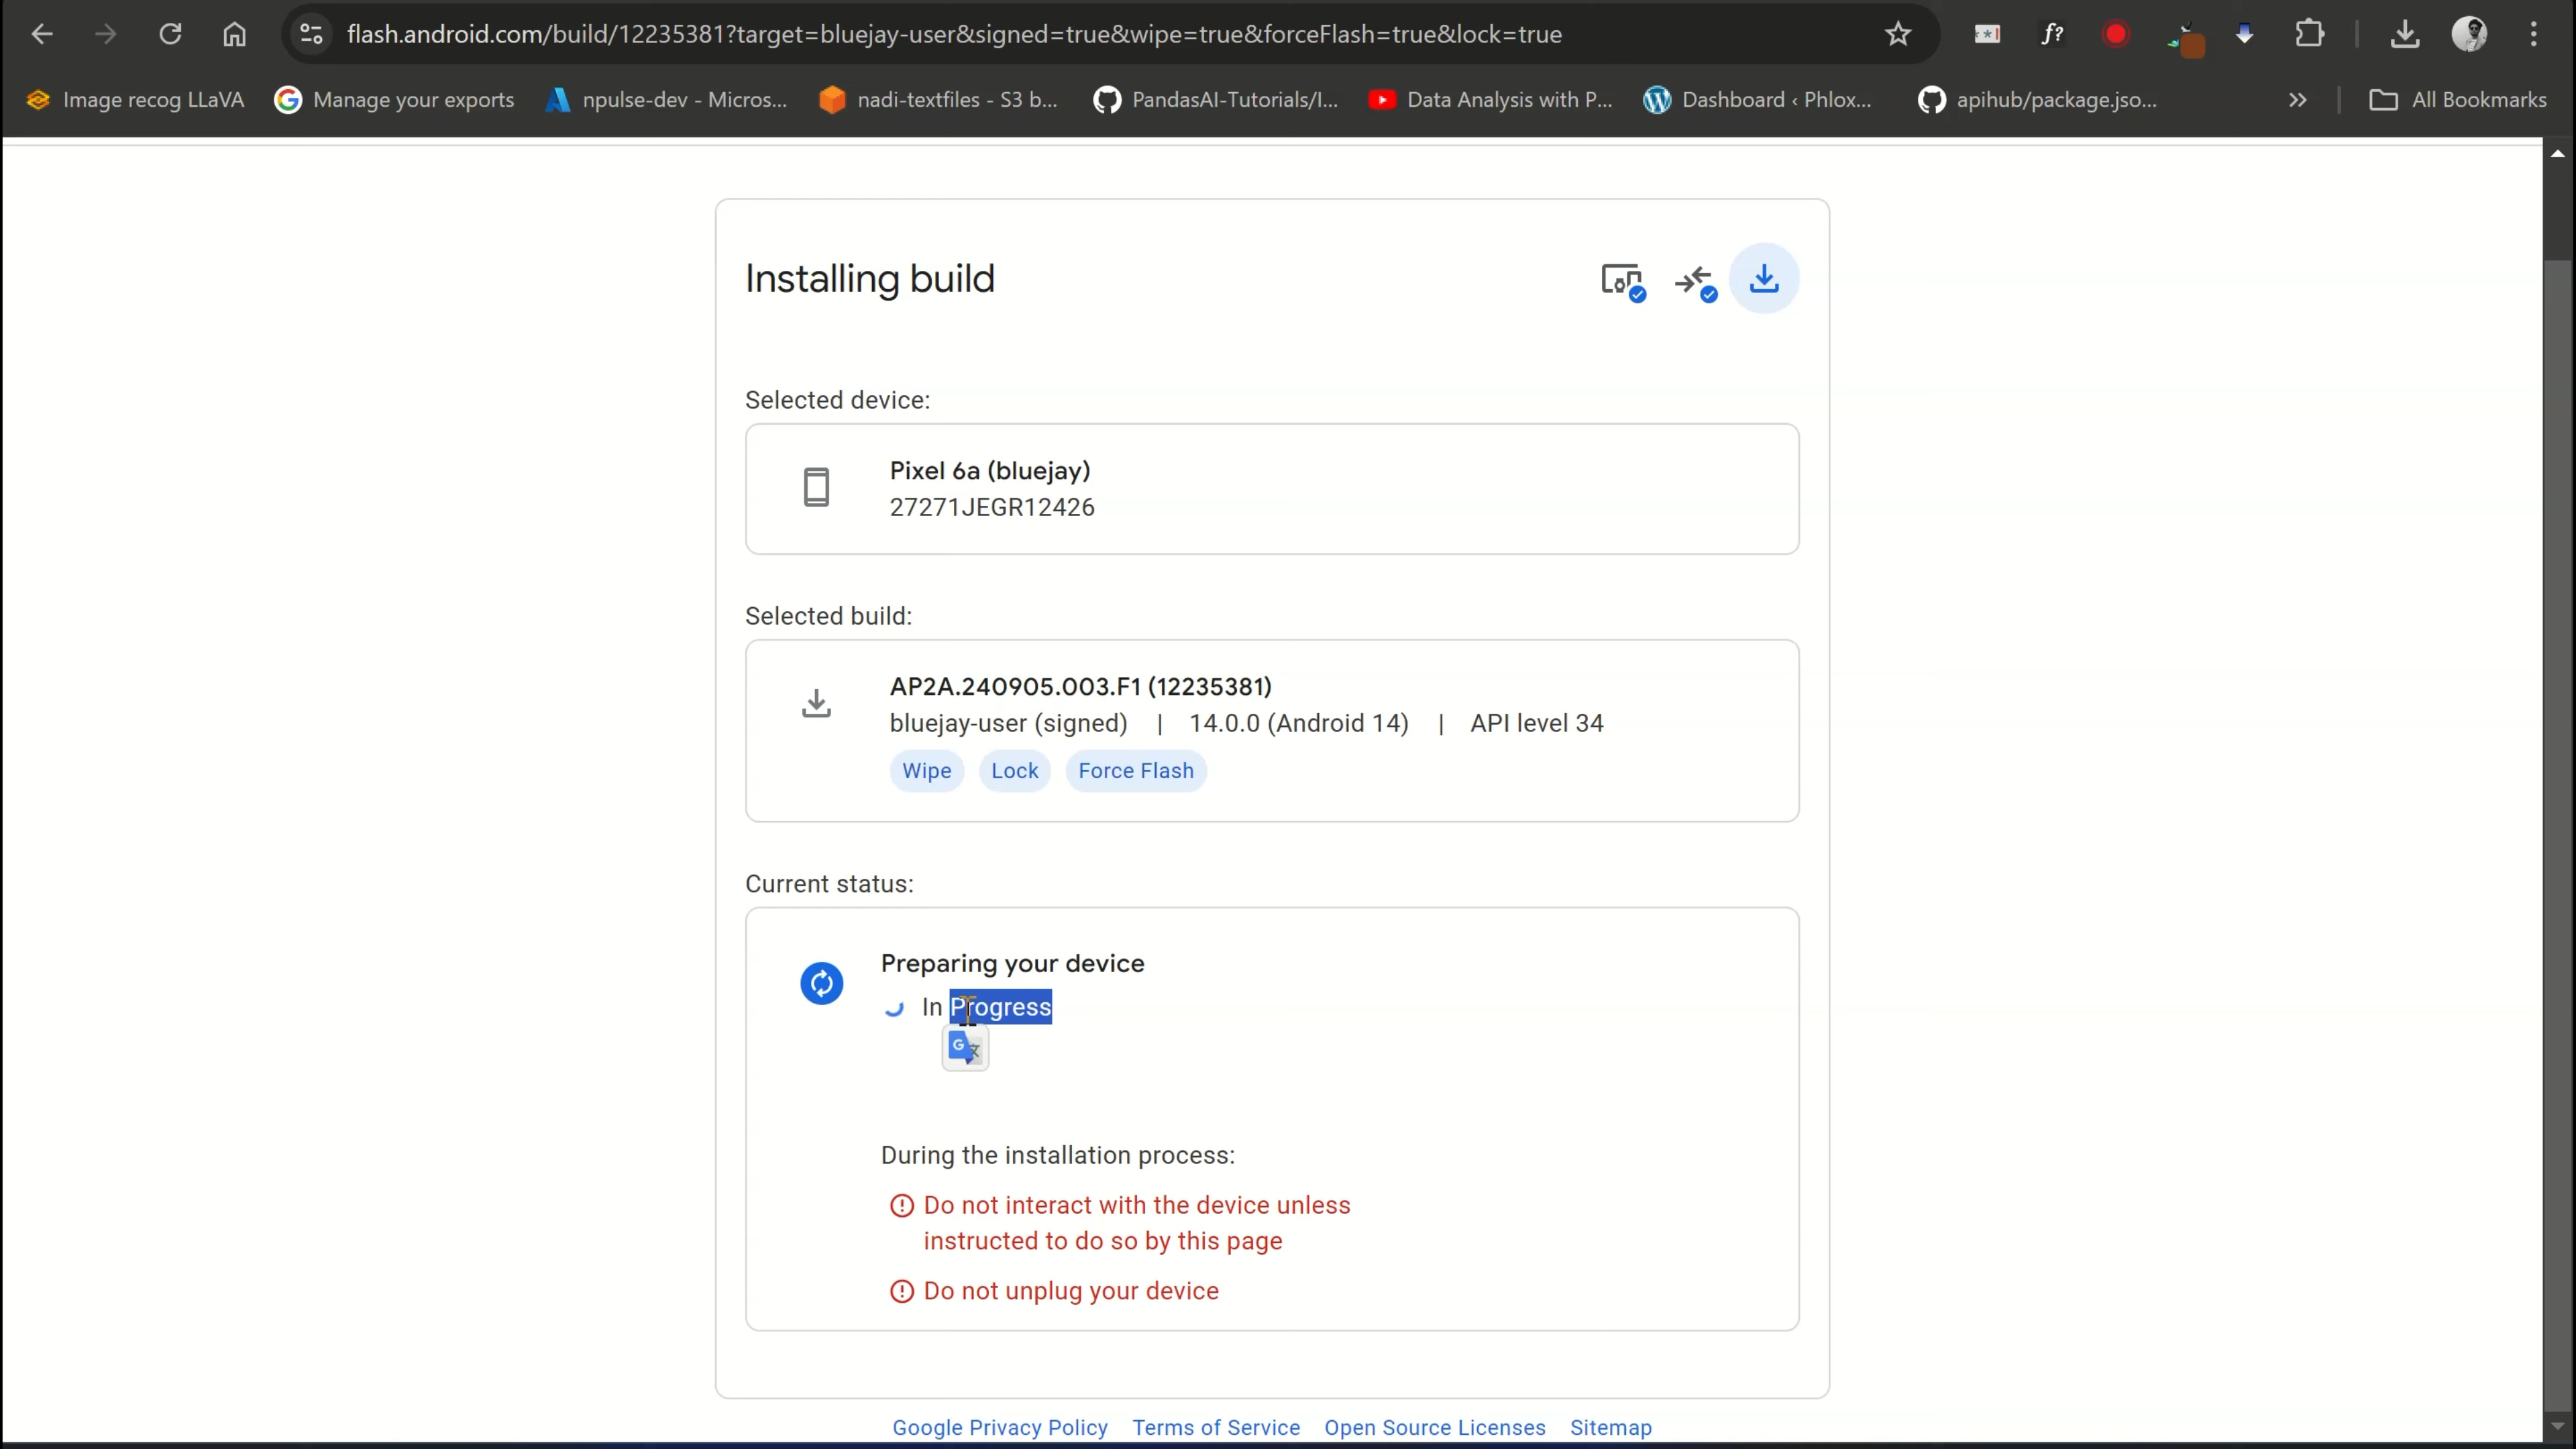 flash.android.com/build/12235381?target=bluejay-user&signed=true&wipe=true&forceFlash=true&lock=true
Image recog LLaVA
Manage your exports
npulse-dev - Micros...
nadi-textfiles - S3 b...
PandasAI-Tutorials/I...
Data Analysis with P...
Dashboard ‹ Phlox...
apihub/package.jso...
All Bookmarks
Installing build
Selected device:
Pixel 6a (bluejay)
27271JEGR12426
Selected build:
AP2A.240905.003.F1 (12235381)
bluejay-user (signed) | 14.0.0 (Android 14) | API level 34
Wipe Lock Force Flash
Current status:
Preparing your device
In Progress
During the installation process:
Do not interact with the device unless
instructed to do so by this page
Do not unplug your device
Google Privacy Policy Terms of Service Open Source Licenses Sitemap